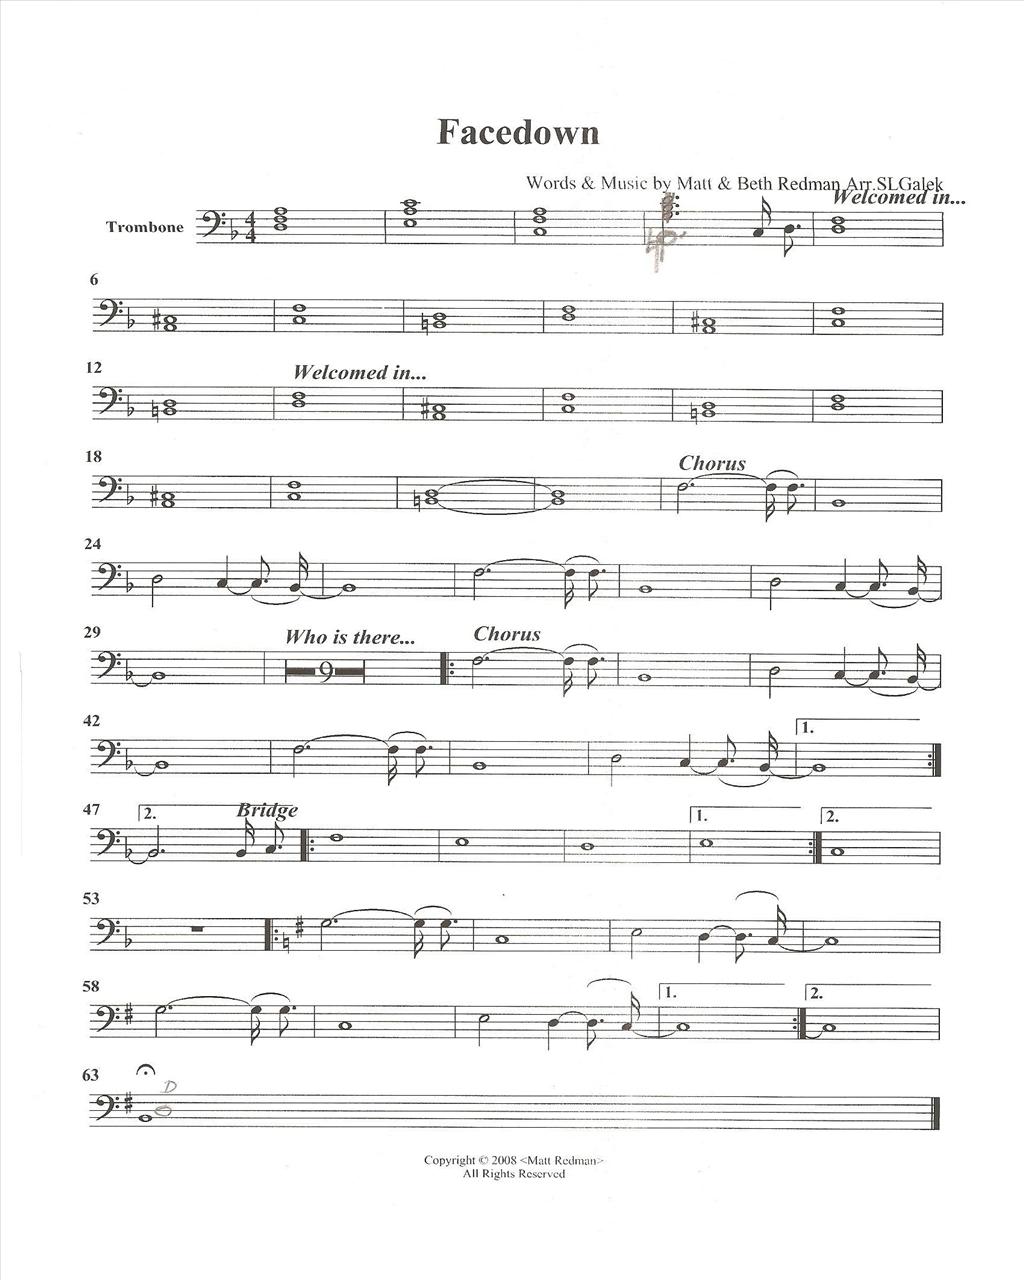 Facedown
Words & Music by Matt & Beth Redman Arr.SLGalek
Welcomed in...
Trombone
4
4
6
12
Welcomed in...
18
Chorus
24
29
Who is there...
9
Chorus
42
1.
47
2.
Bridge
1.
2.
53
58
1.
2.
63
D
Copyright © 2008 <Matt Redman>
All Rights Reserved